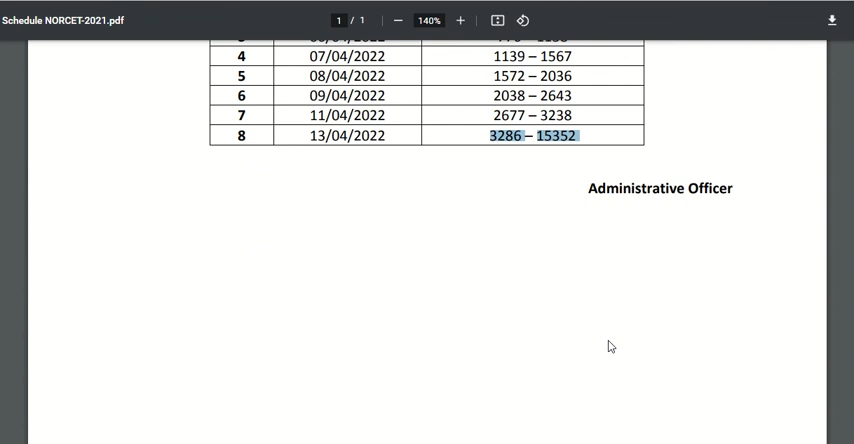 Schedule NORCET-2021.pdf
1 / 1
140%
4 07/04/2022 1139 – 1567
5 08/04/2022 1572 – 2036
6 09/04/2022 2038 – 2643
7 11/04/2022 2677 – 3238
8 13/04/2022 3286 – 15352
Administrative Officer